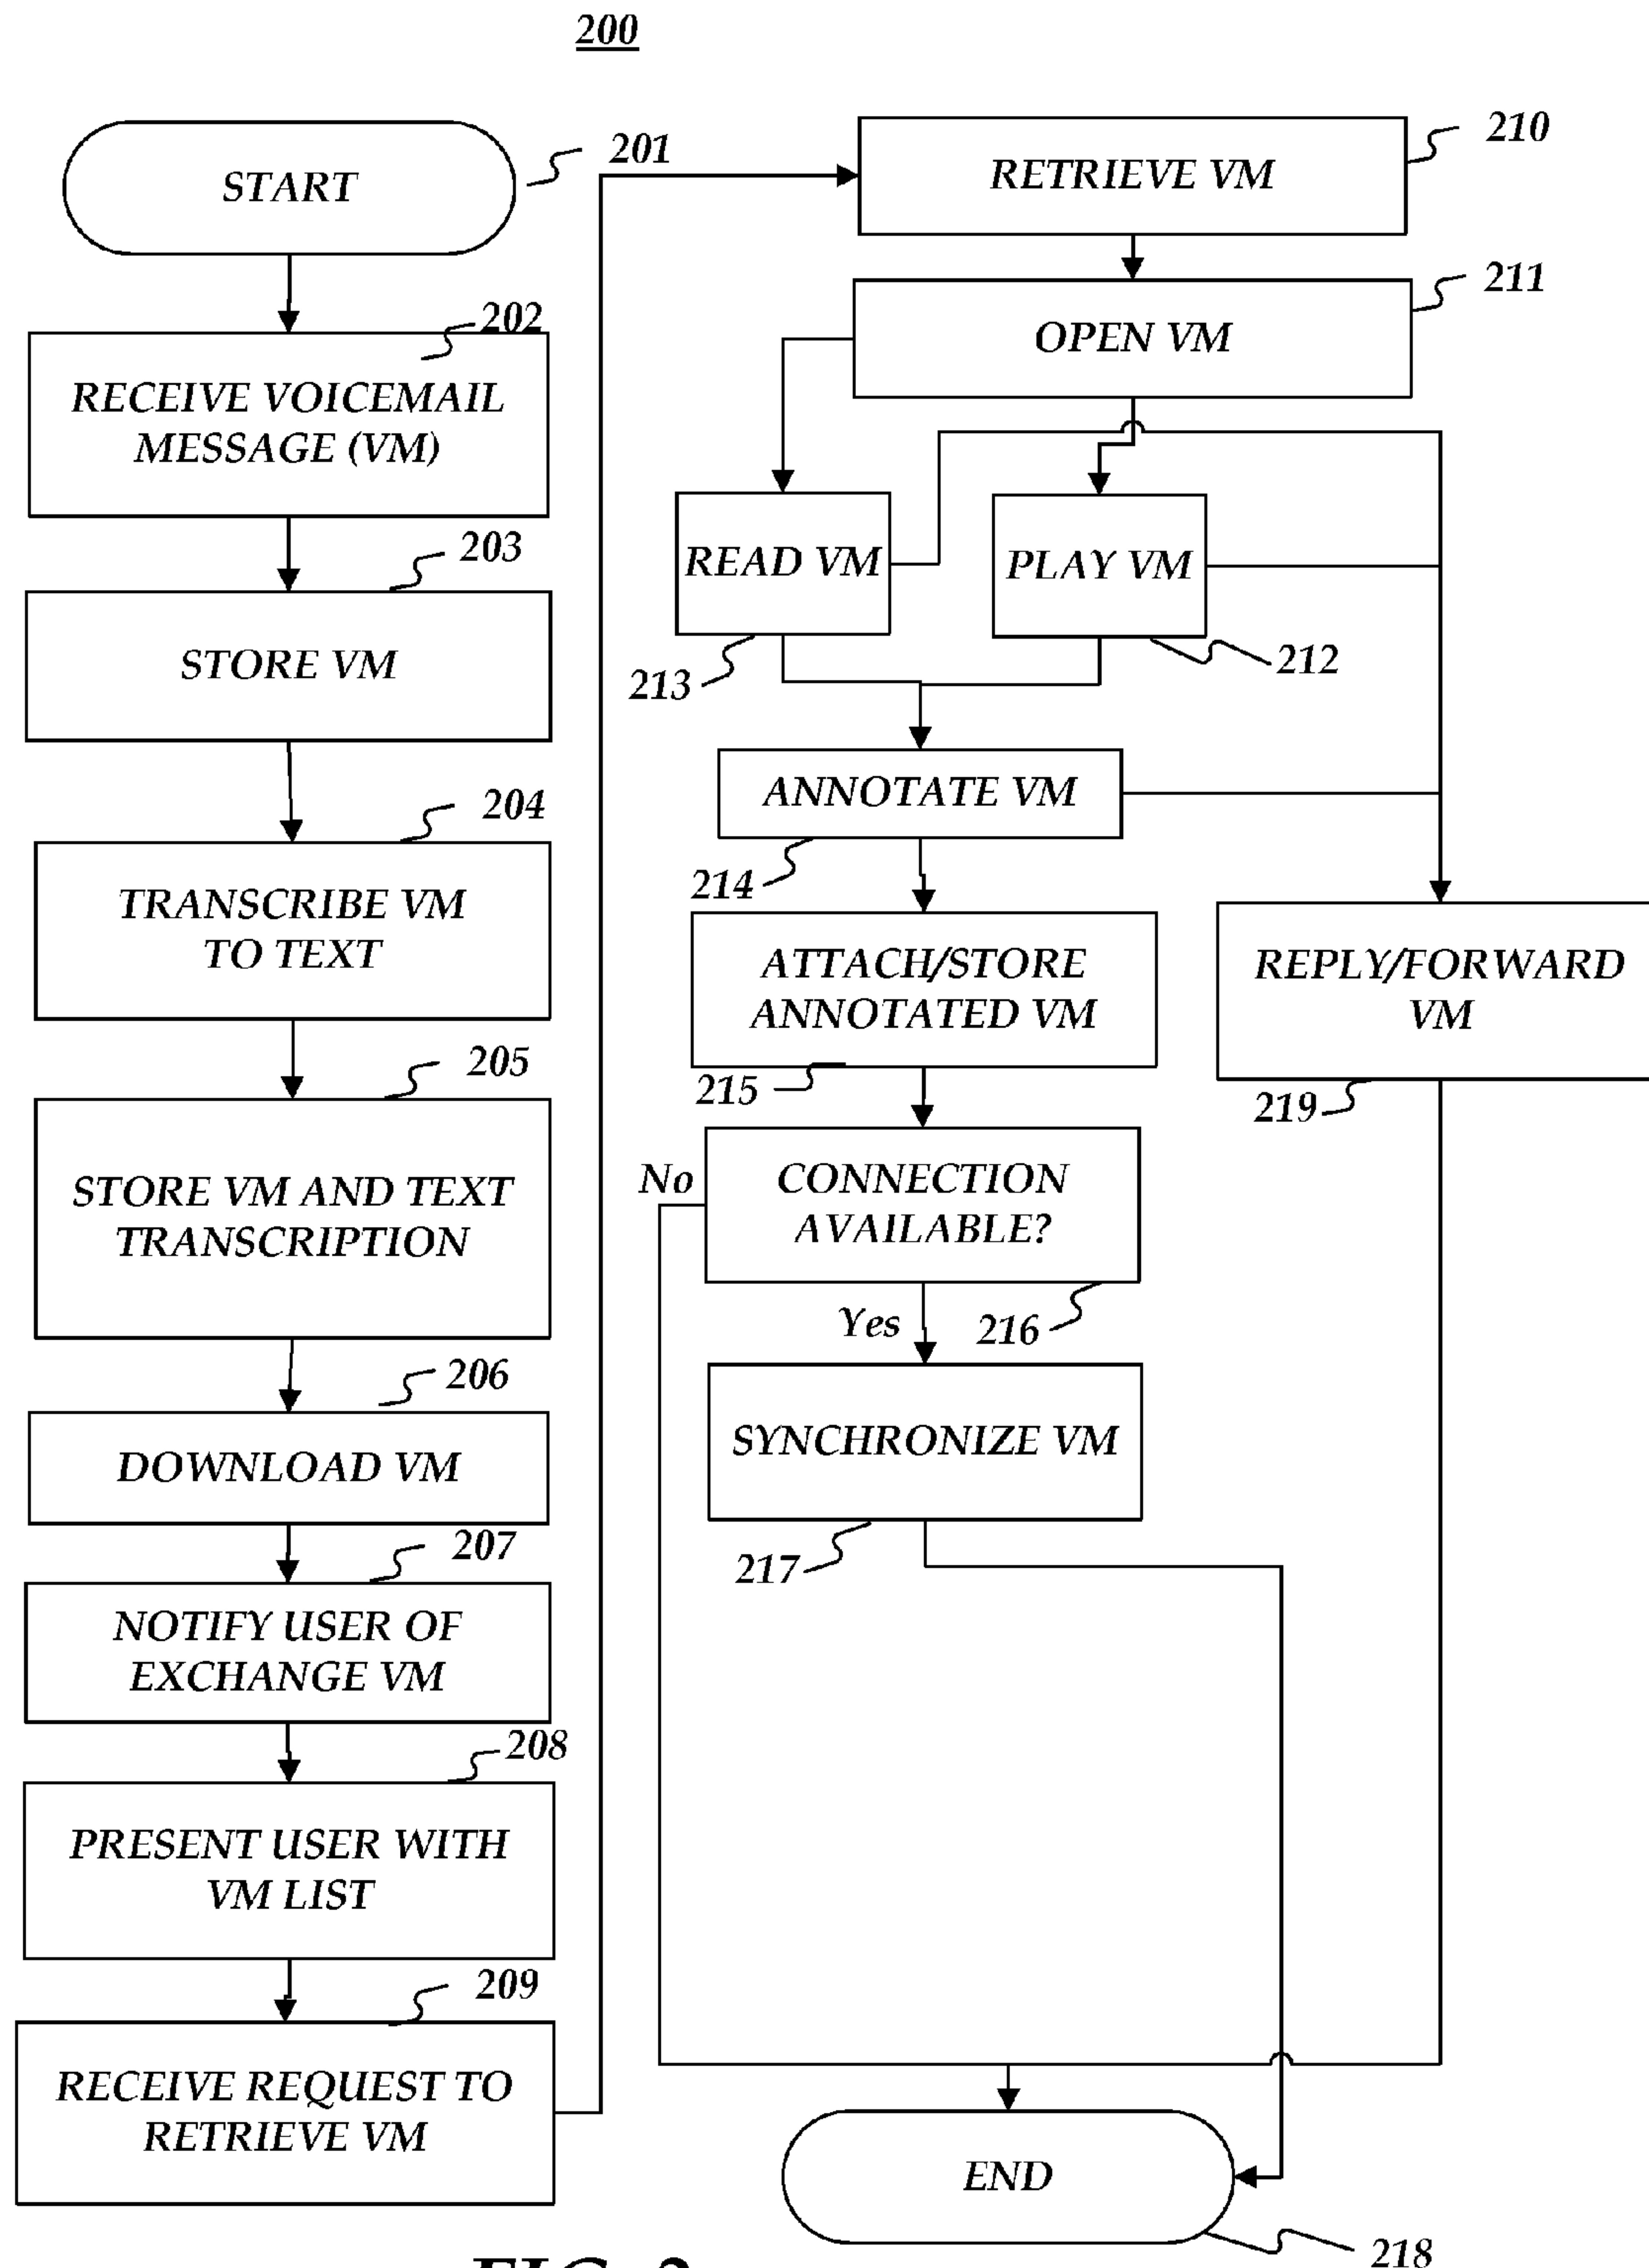 200
START
201
RECEIVE VOICEMAIL
MESSAGE (VM)
202
STORE VM
203
TRANSCRIBE VM
TO TEXT
204
STORE VM AND TEXT
TRANSCRIPTION
205
DOWNLOAD VM
206
NOTIFY USER OF
EXCHANGE VM
207
PRESENT USER WITH
VM LIST
208
RECEIVE REQUEST TO
RETRIEVE VM
209
RETRIEVE VM
210
OPEN VM
211
READ VM
213
PLAY VM
212
ANNOTATE VM
214
ATTACH/STORE
ANNOTATED VM
215
REPLY/FORWARD
VM
219
CONNECTION
AVAILABLE?
No
Yes
216
SYNCHRONIZE VM
217
END
218